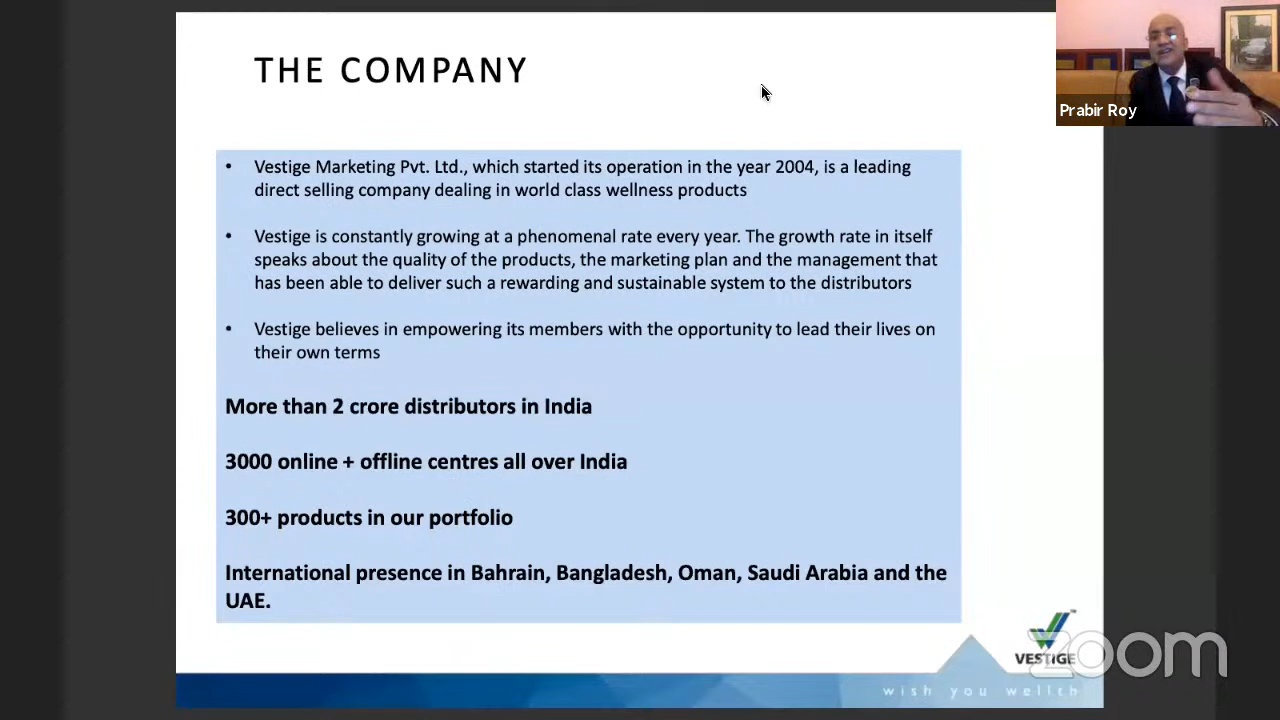 THE COMPANY
Prabir Roy
• Vestige Marketing Pvt. Ltd., which started its operation in the year 2004, is a leading
direct selling company dealing in world class wellness products
• Vestige is constantly growing at a phenomenal rate every year. The growth rate in itself
speaks about the quality of the products, the marketing plan and the management that
has been able to deliver such a rewarding and sustainable system to the distributors
• Vestige believes in empowering its members with the opportunity to lead their lives on
their own terms
More than 2 crore distributors in India
3000 online + offline centres all over India
300+ products in our portfolio
International presence in Bahrain, Bangladesh, Oman, Saudi Arabia and the
UAE.
VESTIGE
zoom
wish you wellth